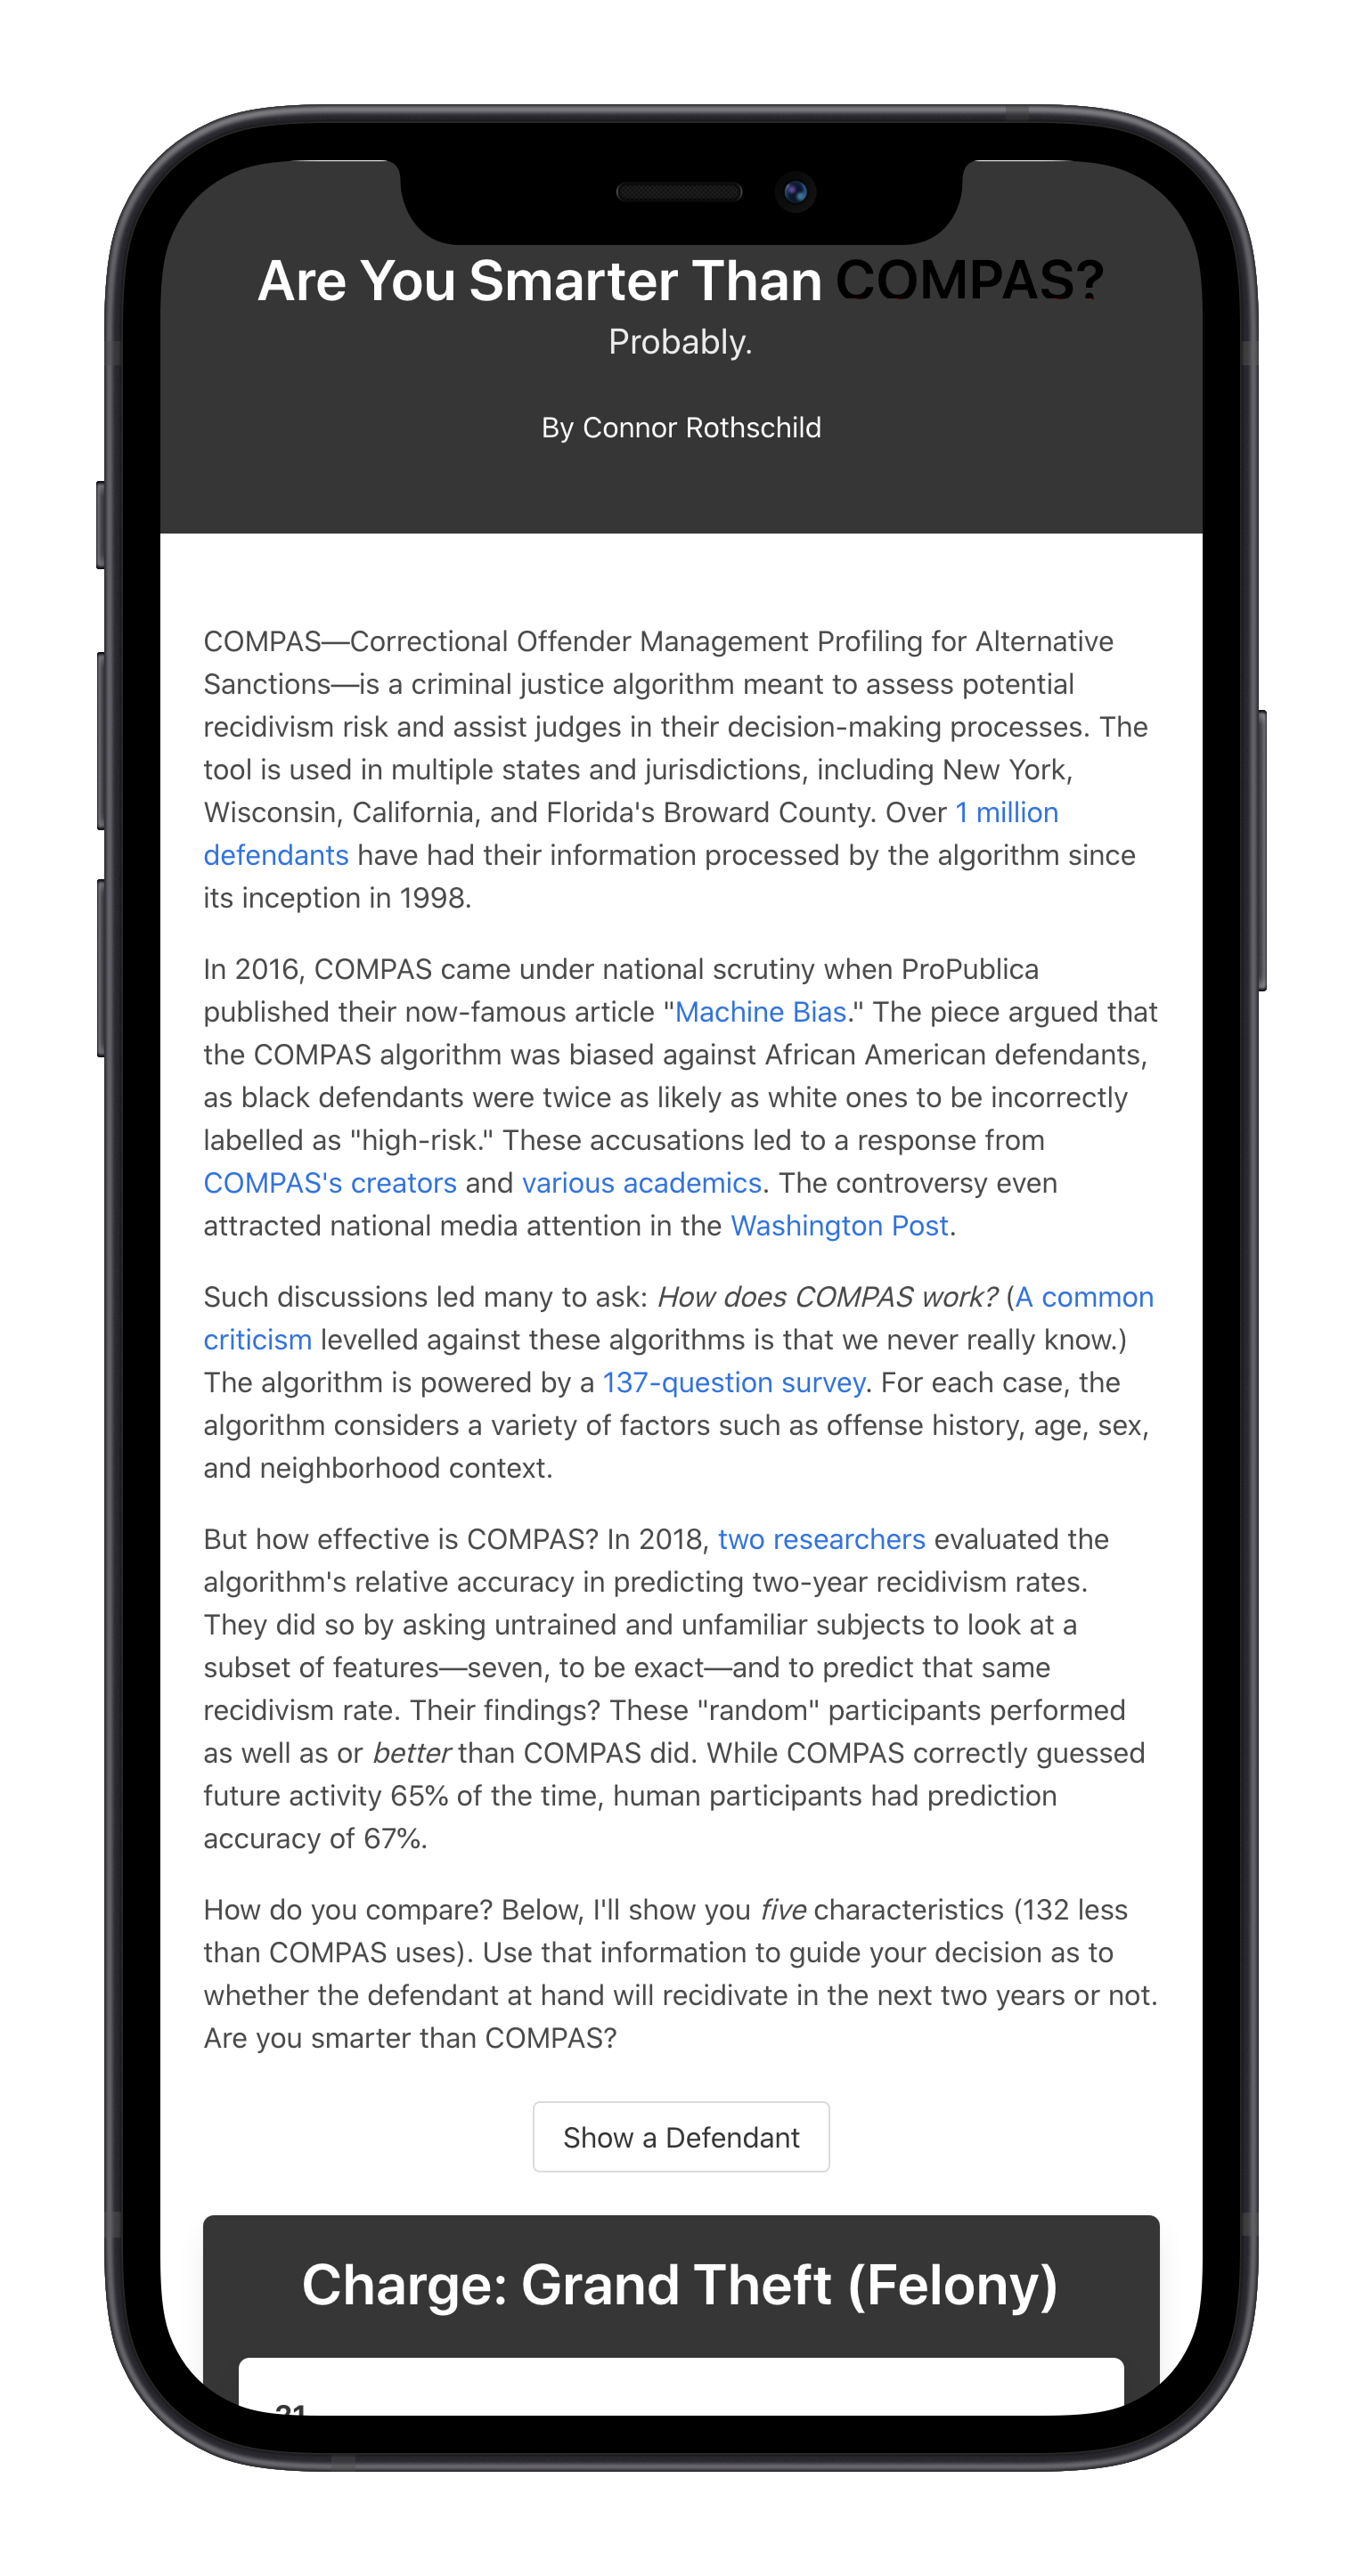 Are You Smarter Than COMPAS?
Probably.
By Connor Rothschild
COMPAS—Correctional Offender Management Profiling for Alternative
Sanctions—is a criminal justice algorithm meant to assess potential
recidivism risk and assist judges in their decision-making processes. The
tool is used in multiple states and jurisdictions, including New York,
Wisconsin, California, and Florida's Broward County. Over 1 million
defendants have had their information processed by the algorithm since
its inception in 1998.
In 2016, COMPAS came under national scrutiny when ProPublica
published their now-famous article "Machine Bias." The piece argued that
the COMPAS algorithm was biased against African American defendants,
as black defendants were twice as likely as white ones to be incorrectly
labelled as "high-risk." These accusations led to a response from
COMPAS's creators and various academics. The controversy even
attracted national media attention in the Washington Post.
Such discussions led many to ask: How does COMPAS work? (A common
criticism levelled against these algorithms is that we never really know.)
The algorithm is powered by a 137-question survey. For each case, the
algorithm considers a variety of factors such as offense history, age, sex,
and neighborhood context.
But how effective is COMPAS? In 2018, two researchers evaluated the
algorithm's relative accuracy in predicting two-year recidivism rates.
They did so by asking untrained and unfamiliar subjects to look at a
subset of features—seven, to be exact—and to predict that same
recidivism rate. Their findings? These "random" participants performed
as well as or better than COMPAS did. While COMPAS correctly guessed
future activity 65% of the time, human participants had prediction
accuracy of 67%.
How do you compare? Below, I'll show you five characteristics (132 less
than COMPAS uses). Use that information to guide your decision as to
whether the defendant at hand will recidivate in the next two years or not.
Are you smarter than COMPAS?
Show a Defendant
Charge: Grand Theft (Felony)